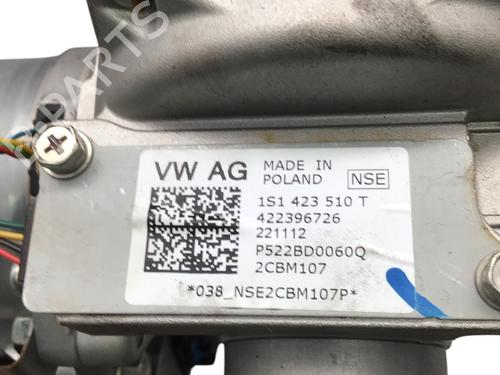 VW AG
MADE IN
POLAND
NSE
1S1 423 510 T
422396726
221112
P522BD0060Q
2CBM107
*038_NSE2CBM107P*